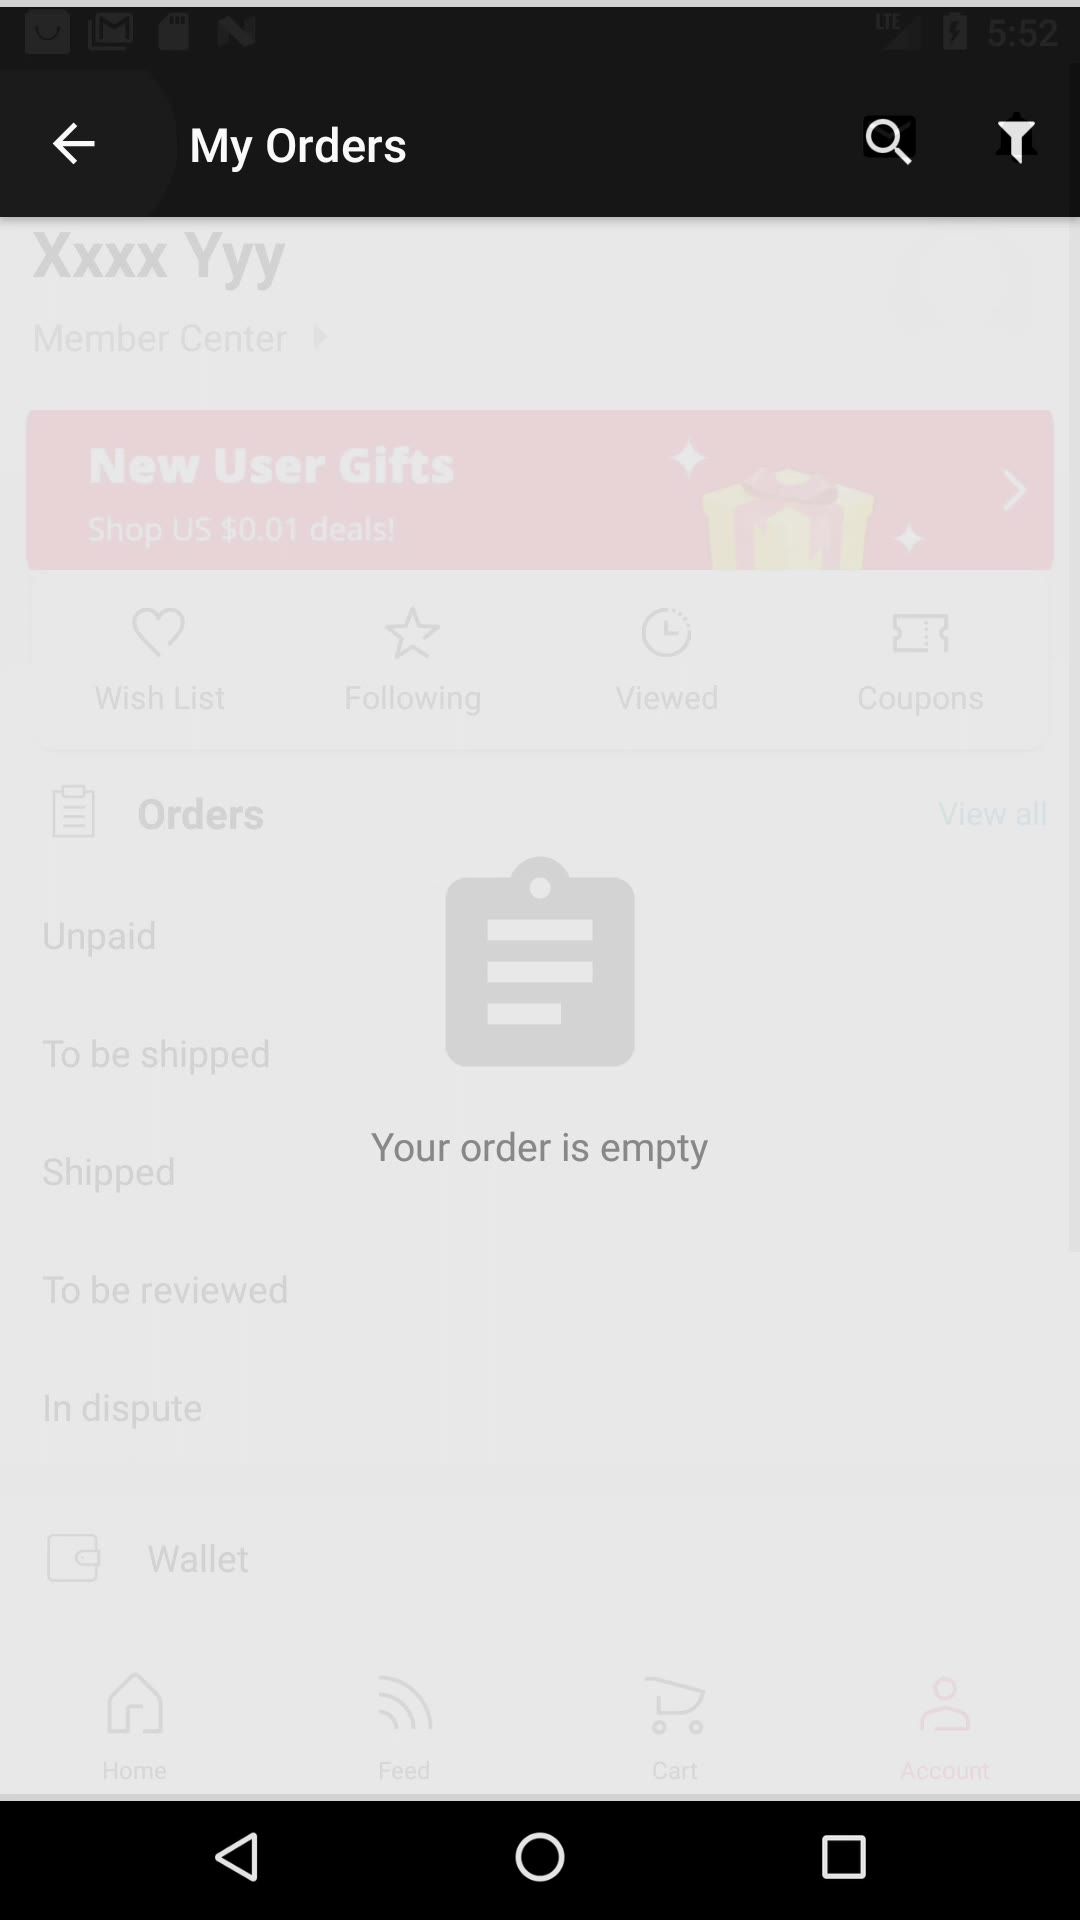 LTE 5:52
My Orders
Xxxx Yyy
Member Center
New User Gifts
Shop US $0.01 deals!
Wish List Following Viewed Coupons
Orders View all
Unpaid
To be shipped
Your order is empty
Shipped
To be reviewed
In dispute
Wallet
Home Feed Cart Account